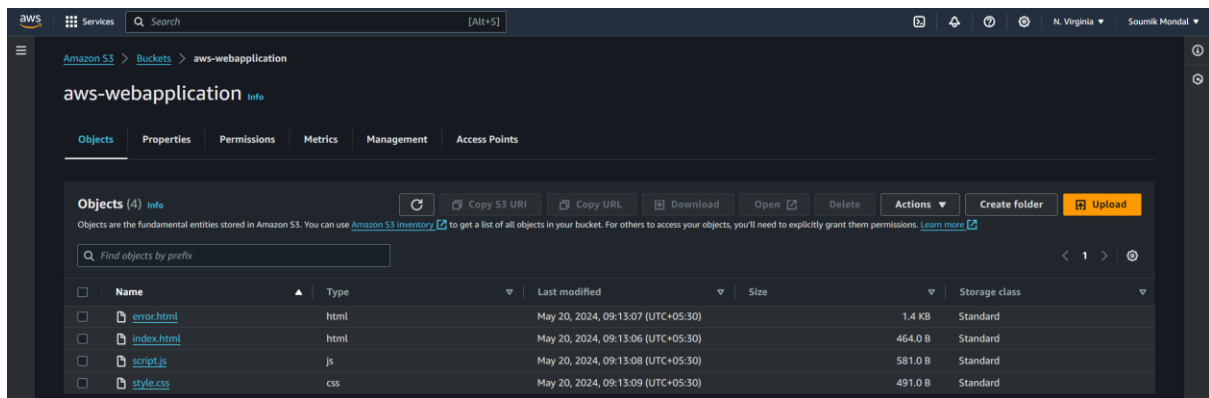 aws Services Search [Alt+S] N. Virginia ▼ Soumik Mondal ▼
Amazon S3 > Buckets > aws-webapplication
aws-webapplication Info
Objects Properties Permissions Metrics Management Access Points
Objects (4) Info Copy S3 URI Copy URL Download Open Delete Actions ▼ Create folder Upload
Objects are the fundamental entities stored in Amazon S3. You can use Amazon S3 inventory to get a list of all objects in your bucket. For others to access your objects, you'll need to explicitly grant them permissions. Learn more
Find objects by prefix < 1 >
Name ▲ Type Last modified Size Storage class
error.html html May 20, 2024, 09:13:07 (UTC+05:30) 1.4 KB Standard
index.html html May 20, 2024, 09:13:06 (UTC+05:30) 464.0 B Standard
script.js js May 20, 2024, 09:13:08 (UTC+05:30) 581.0 B Standard
style.css css May 20, 2024, 09:13:09 (UTC+05:30) 491.0 B Standard